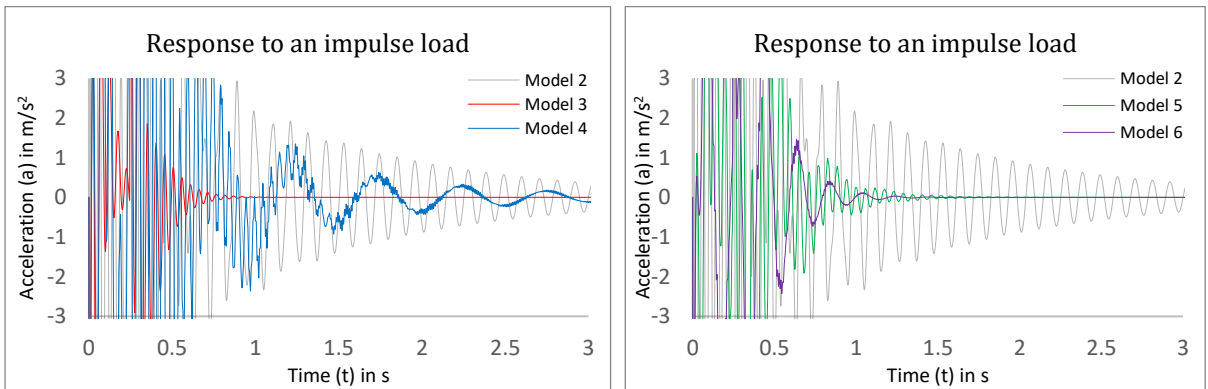 Response to an impulse load
Acceleration (a) in m/s²
3
2
1
0
-1
-2
-3
Model 2
Model 3
Model 4
0 0.5 1 1.5 2 2.5 3
Time (t) in s
Response to an impulse load
Acceleration (a) in m/s²
3
2
1
0
-1
-2
-3
Model 2
Model 5
Model 6
0 0.5 1 1.5 2 2.5 3
Time (t) in s